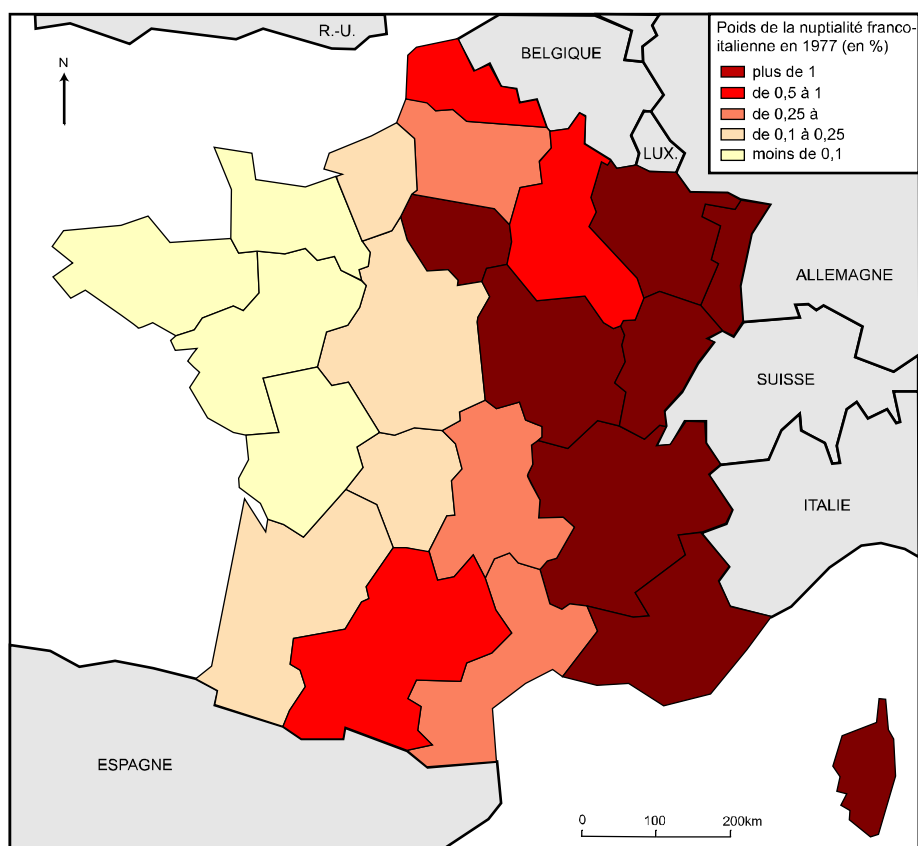 R.-U.
BELGIQUE
Poids de la nuptialité franco-
italienne en 1977 (en %)
plus de 1
de 0,5 à 1
de 0,25 à
de 0,1 à 0,25
moins de 0,1
N
LUX.
ALLEMAGNE
SUISSE
ITALIE
ESPAGNE
0 100 200km